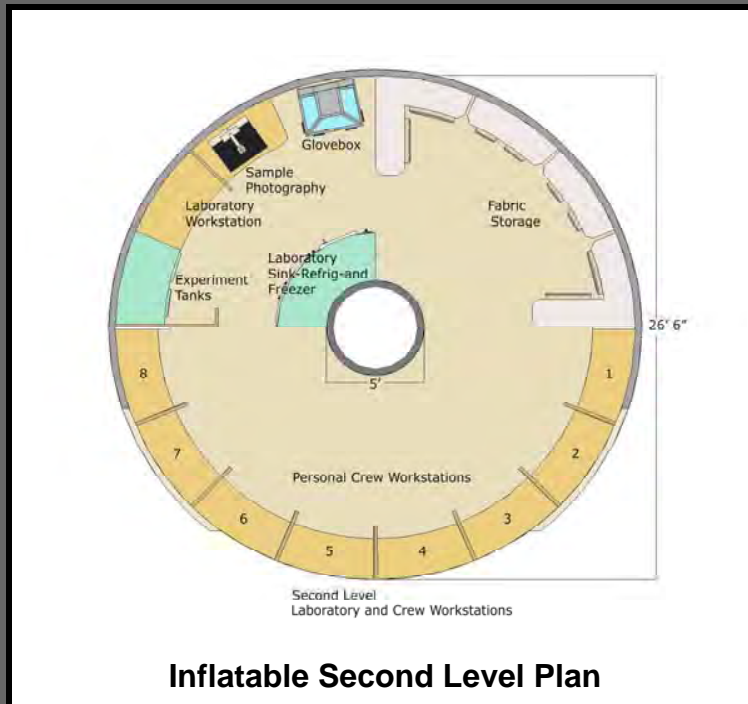 Glovebox
Sample
Photography
Laboratory
Workstation
Fabric
Storage
Laboratory
Sink-Refrig-and
Freezer
Experiment
Tanks
26' 6"
5'
8
1
7
2
6
3
5
4
Personal Crew Workstations
Second Level
Laboratory and Crew Workstations
Inflatable Second Level Plan